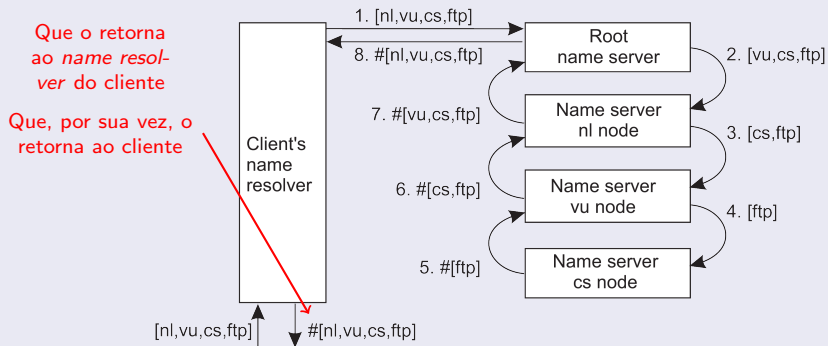 Que o retorna
ao name resol-
ver do cliente
Que, por sua vez, o
retorna ao cliente
Client's
name
resolver
1. [nl,vu,cs,ftp]
8. #[nl,vu,cs,ftp]
Root
name server
2. [vu,cs,ftp]
7. #[vu,cs,ftp]
Name server
nl node
3. [cs,ftp]
6. #[cs,ftp]
Name server
vu node
4. [ftp]
5. #[ftp]
Name server
cs node
[nl,vu,cs,ftp]
#[nl,vu,cs,ftp]